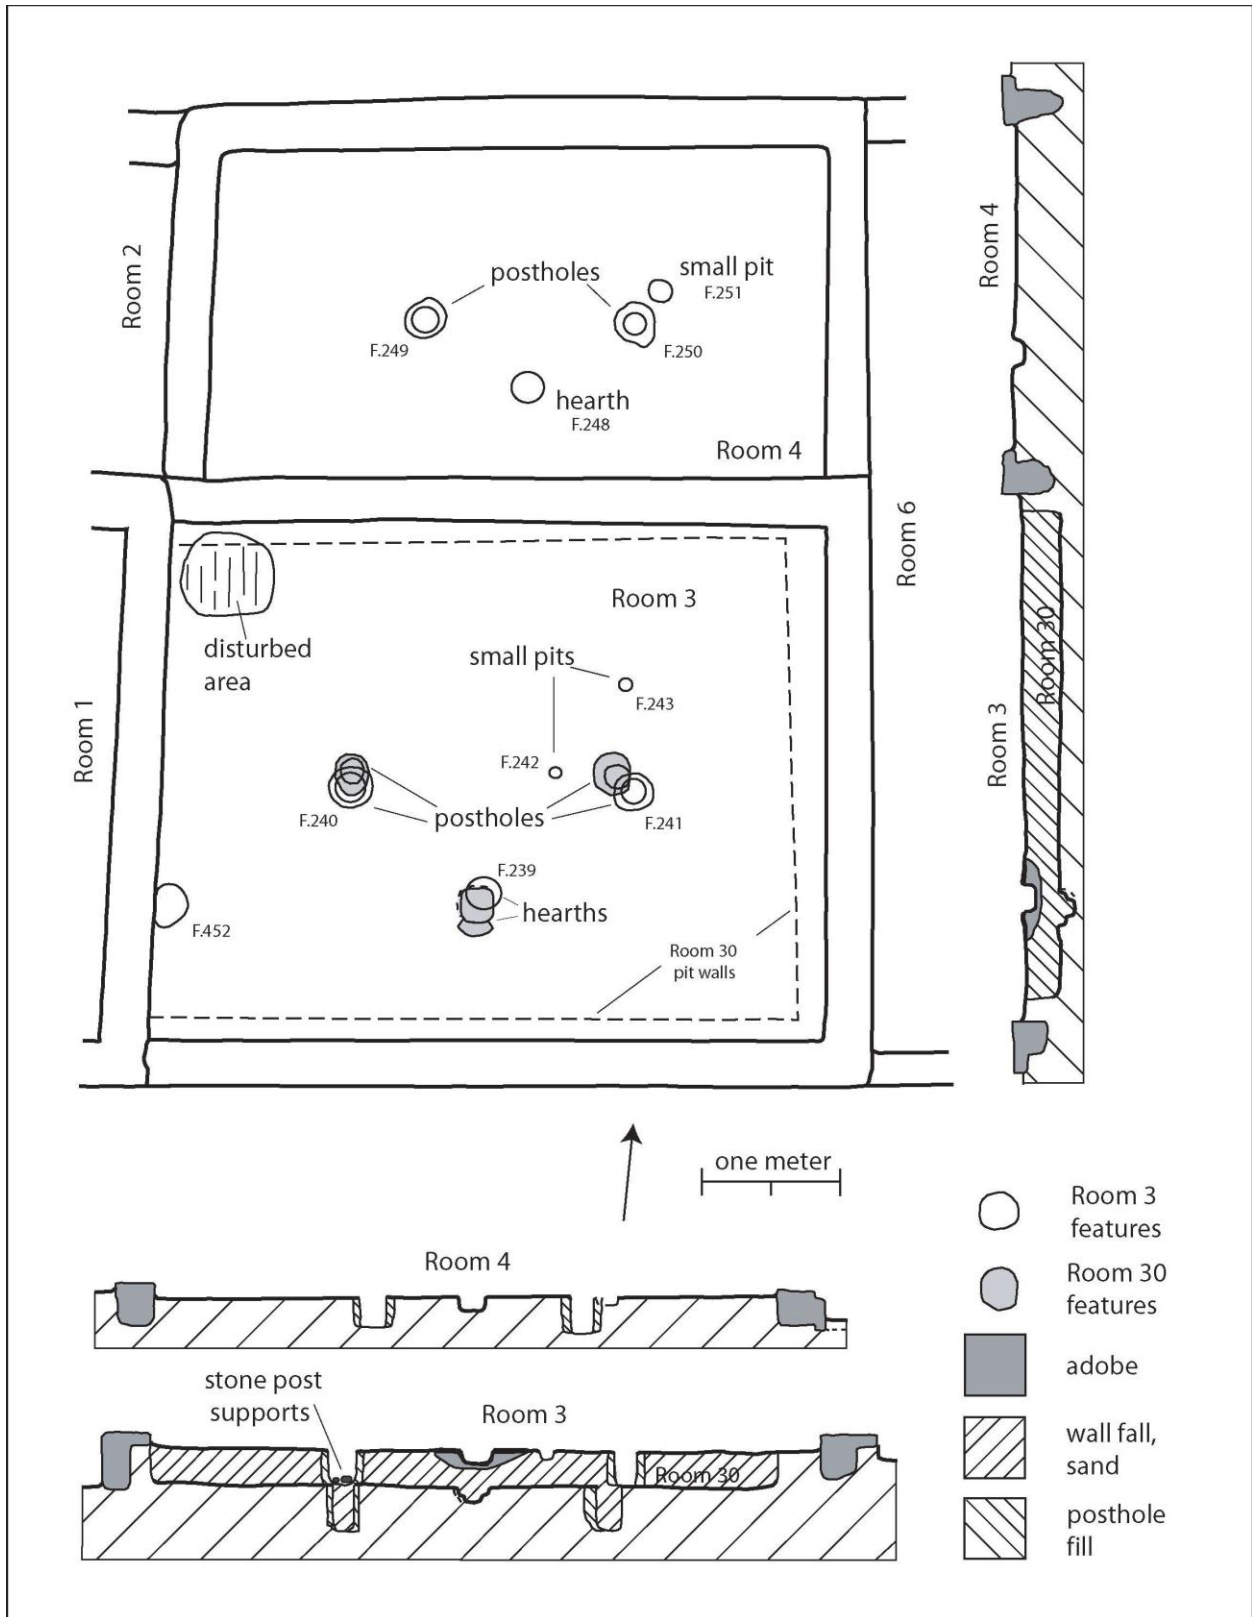 Room 2
postholes
small pit
F.251
F.249
F.250
hearth
F.248
Room 4
Room 4
Room 6
Room 3
disturbed
area
small pits
F.243
Room 1
F.242
F.240
postholes
F.241
F.239
hearths
F.452
Room 30
pit walls
Room 30
Room 3
one meter
Room 4
stone post
supports
Room 3
Room 30
Room 3
features
Room 30
features
adobe
wall fall,
sand
posthole
fill